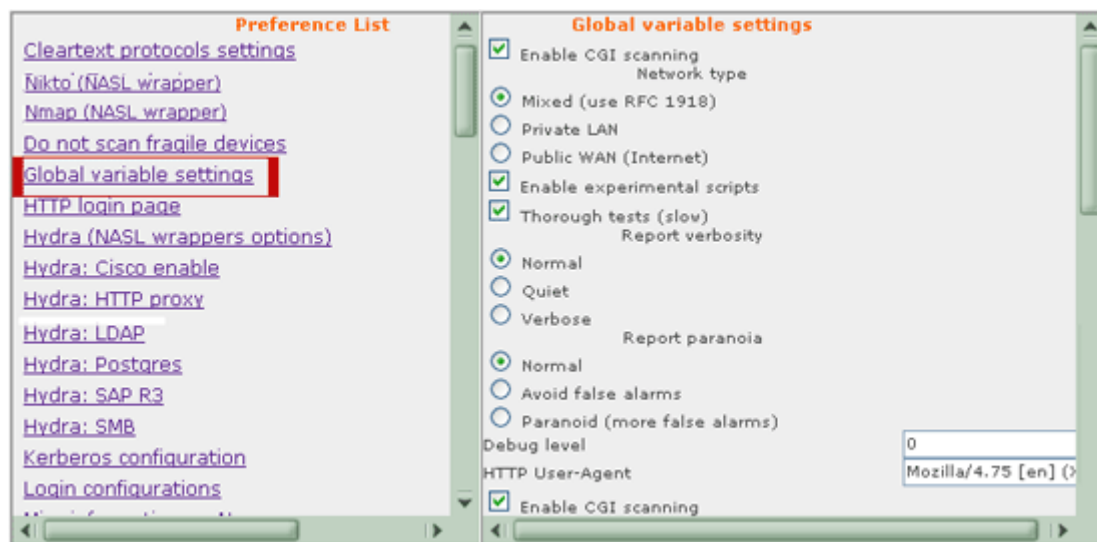 Preference List
Cleartext protocols settings
Nikto (NASL wrapper)
Nmap (NASL wrapper)
Do not scan fragile devices
Global variable settings
HTTP login page
Hydra (NASL wrappers options)
Hydra: Cisco enable
Hydra: HTTP proxy
Hydra: LDAP
Hydra: Postgres
Hydra: SAP R3
Hydra: SMB
Kerberos configuration
Login configurations
Global variable settings
Enable CGI scanning
Network type
Mixed (use RFC 1918)
Private LAN
Public WAN (Internet)
Enable experimental scripts
Thorough tests (slow)
Report verbosity
Normal
Quiet
Verbose
Report paranoia
Normal
Avoid false alarms
Paranoid (more false alarms)
Debug level 0
HTTP User-Agent Mozilla/4.75 [en] (
Enable CGI scanning